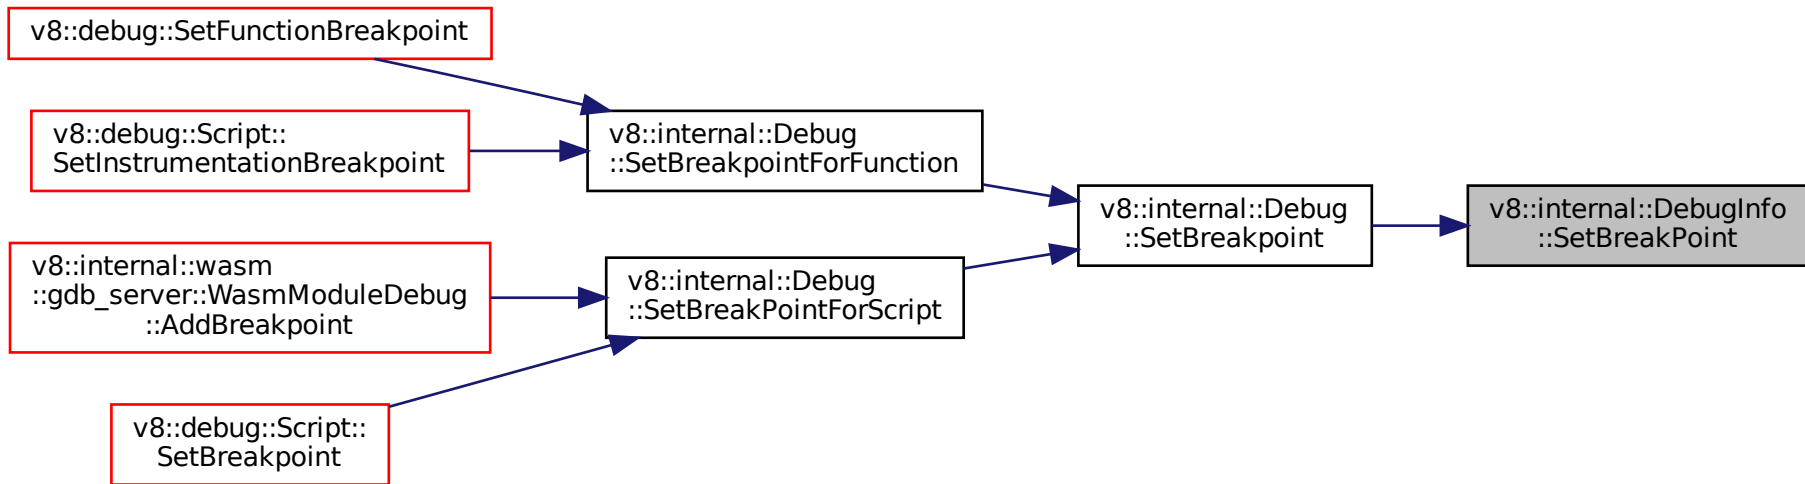 v8::debug::SetFunctionBreakpoint
v8::debug::Script::
SetInstrumentationBreakpoint
v8::internal::wasm
::gdb_server::WasmModuleDebug
::AddBreakpoint
v8::debug::Script::
SetBreakpoint
v8::internal::Debug
::SetBreakpointForFunction
v8::internal::Debug
::SetBreakPointForScript
v8::internal::Debug
::SetBreakpoint
v8::internal::DebugInfo
::SetBreakPoint